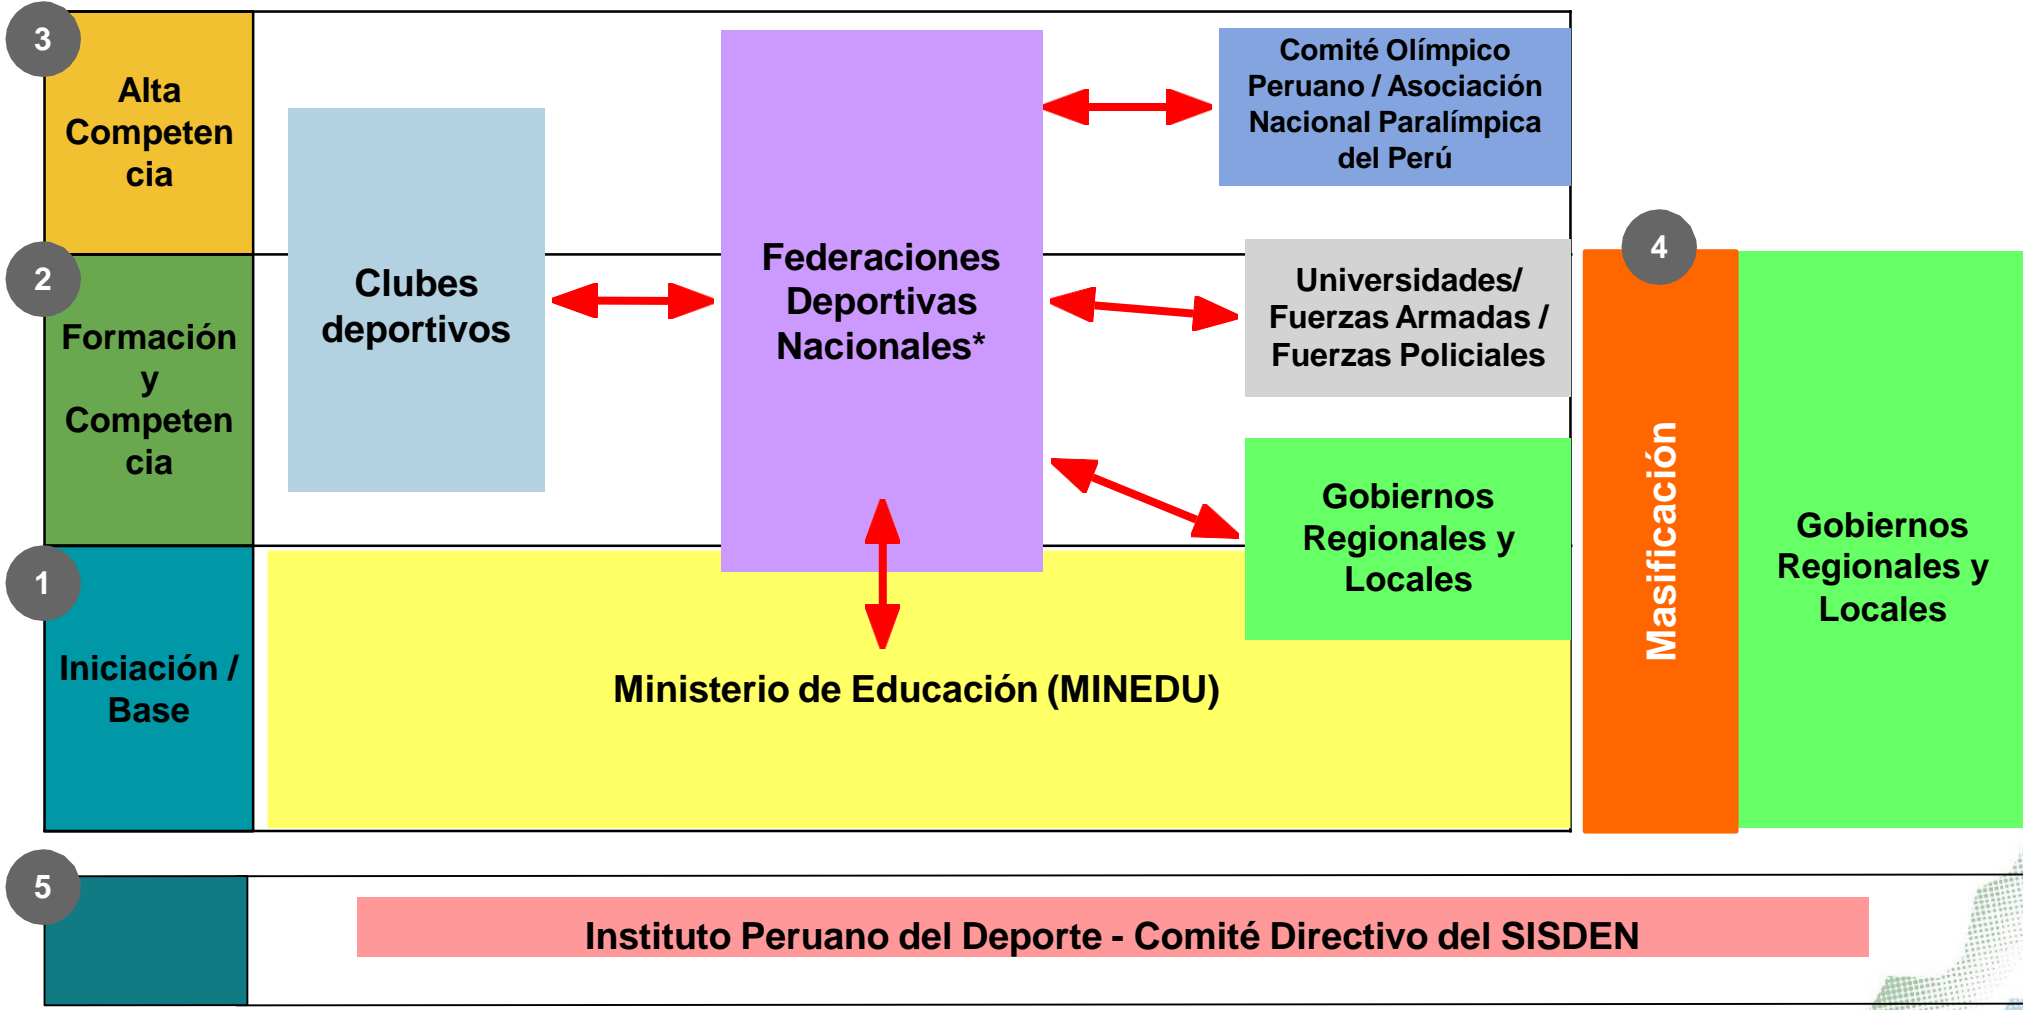 3
Alta
Competen
cia
Comité Olímpico
Peruano / Asociación
Nacional Paralímpica
del Perú
2
Formación
y
Competen
cia
Clubes
deportivos
Federaciones
Deportivas
Nacionales*
Universidades/
Fuerzas Armadas /
Fuerzas Policiales
Gobiernos
Regionales y
Locales
4
Masificación
Gobiernos
Regionales y
Locales
1
Iniciación /
Base
Ministerio de Educación (MINEDU)
5
Instituto Peruano del Deporte - Comité Directivo del SISDEN